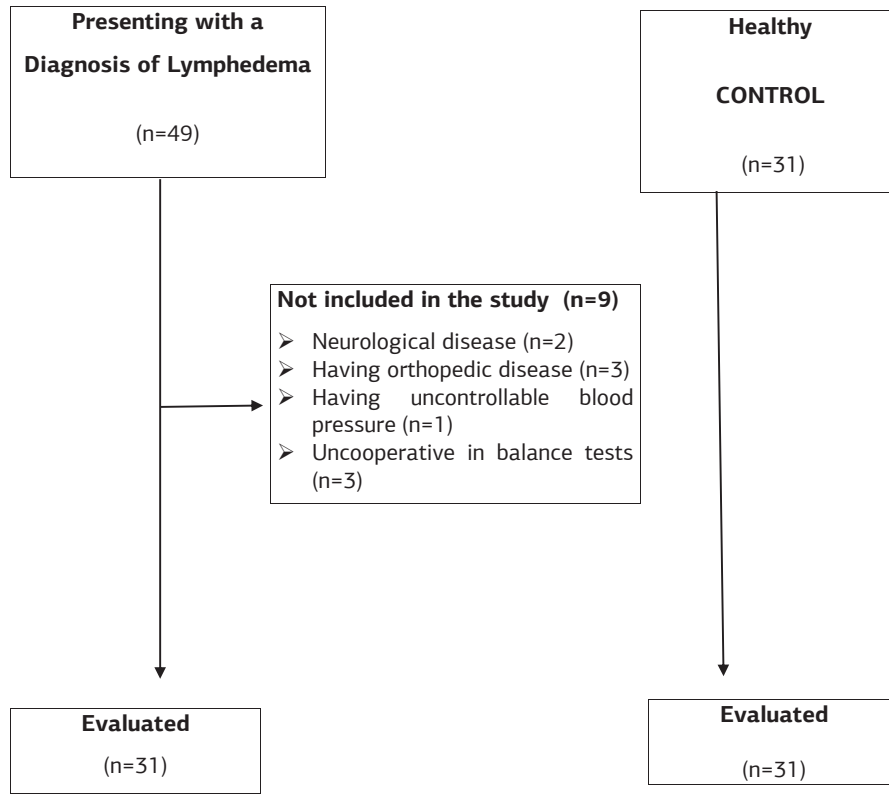 Presenting with a
Diagnosis of Lymphedema
(n=49)
Healthy
CONTROL
(n=31)
Not included in the study (n=9)
➢ Neurological disease (n=2)
➢ Having orthopedic disease (n=3)
➢ Having uncontrollable blood
pressure (n=1)
➢ Uncooperative in balance tests
(n=3)
Evaluated
(n=31)
Evaluated
(n=31)